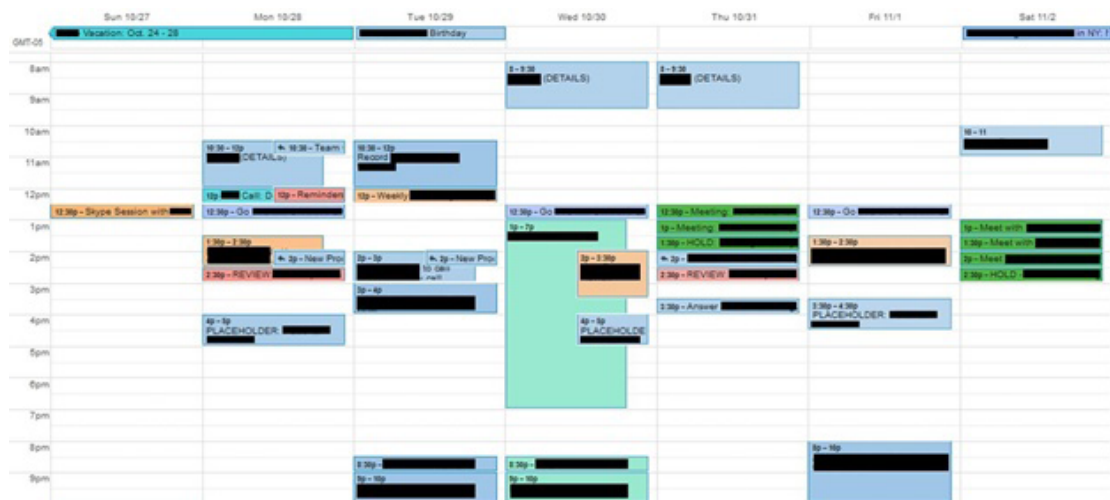 Sun 10/27
Mon 10/28
Tue 10/29
Wed 10/30
Thu 10/31
Fri 11/1
Sat 11/2
GMT-05
Vacation: Oct. 24 - 28
Birthday
in NY:
8am
9am
10am
11am
12pm
1pm
2pm
3pm
4pm
5pm
6pm
7pm
8pm
9pm
12:30p – Skype Session with
10:30 – 12p
(DETAILS)
10:30 – Team
12p
Call: D
12p – Reminder
12:30p – Go
1:30p – 2:30p
2p – New Pro
2:30p – REVIEW
4p – 5p
PLACEHOLDER:
10:30 – 12p
Record
12p – Weekly
2p – 3p
to call
call
2p – New Pro
3p – 4p
8:30p –
9p – 10p
8 – 9:30
(DETAILS)
12:30p – Go
1p – 7p
2p – 3:30p
4p – 5p
PLACEHOLDE
8:30p –
9p – 10p
8 – 9:30
(DETAILS)
12:30p – Meeting:
1p – Meeting:
1:30p – HOLD:
2p –
2:30p – REVIEW
3:30p – Answer
12:30p – Go
1:30p – 2:30p
3:30p – 4:30p
PLACEHOLDER:
8p – 10p
10 – 11
1p – Meet with
1:30p – Meet with
2p – Meet
2:30p – HOLD -